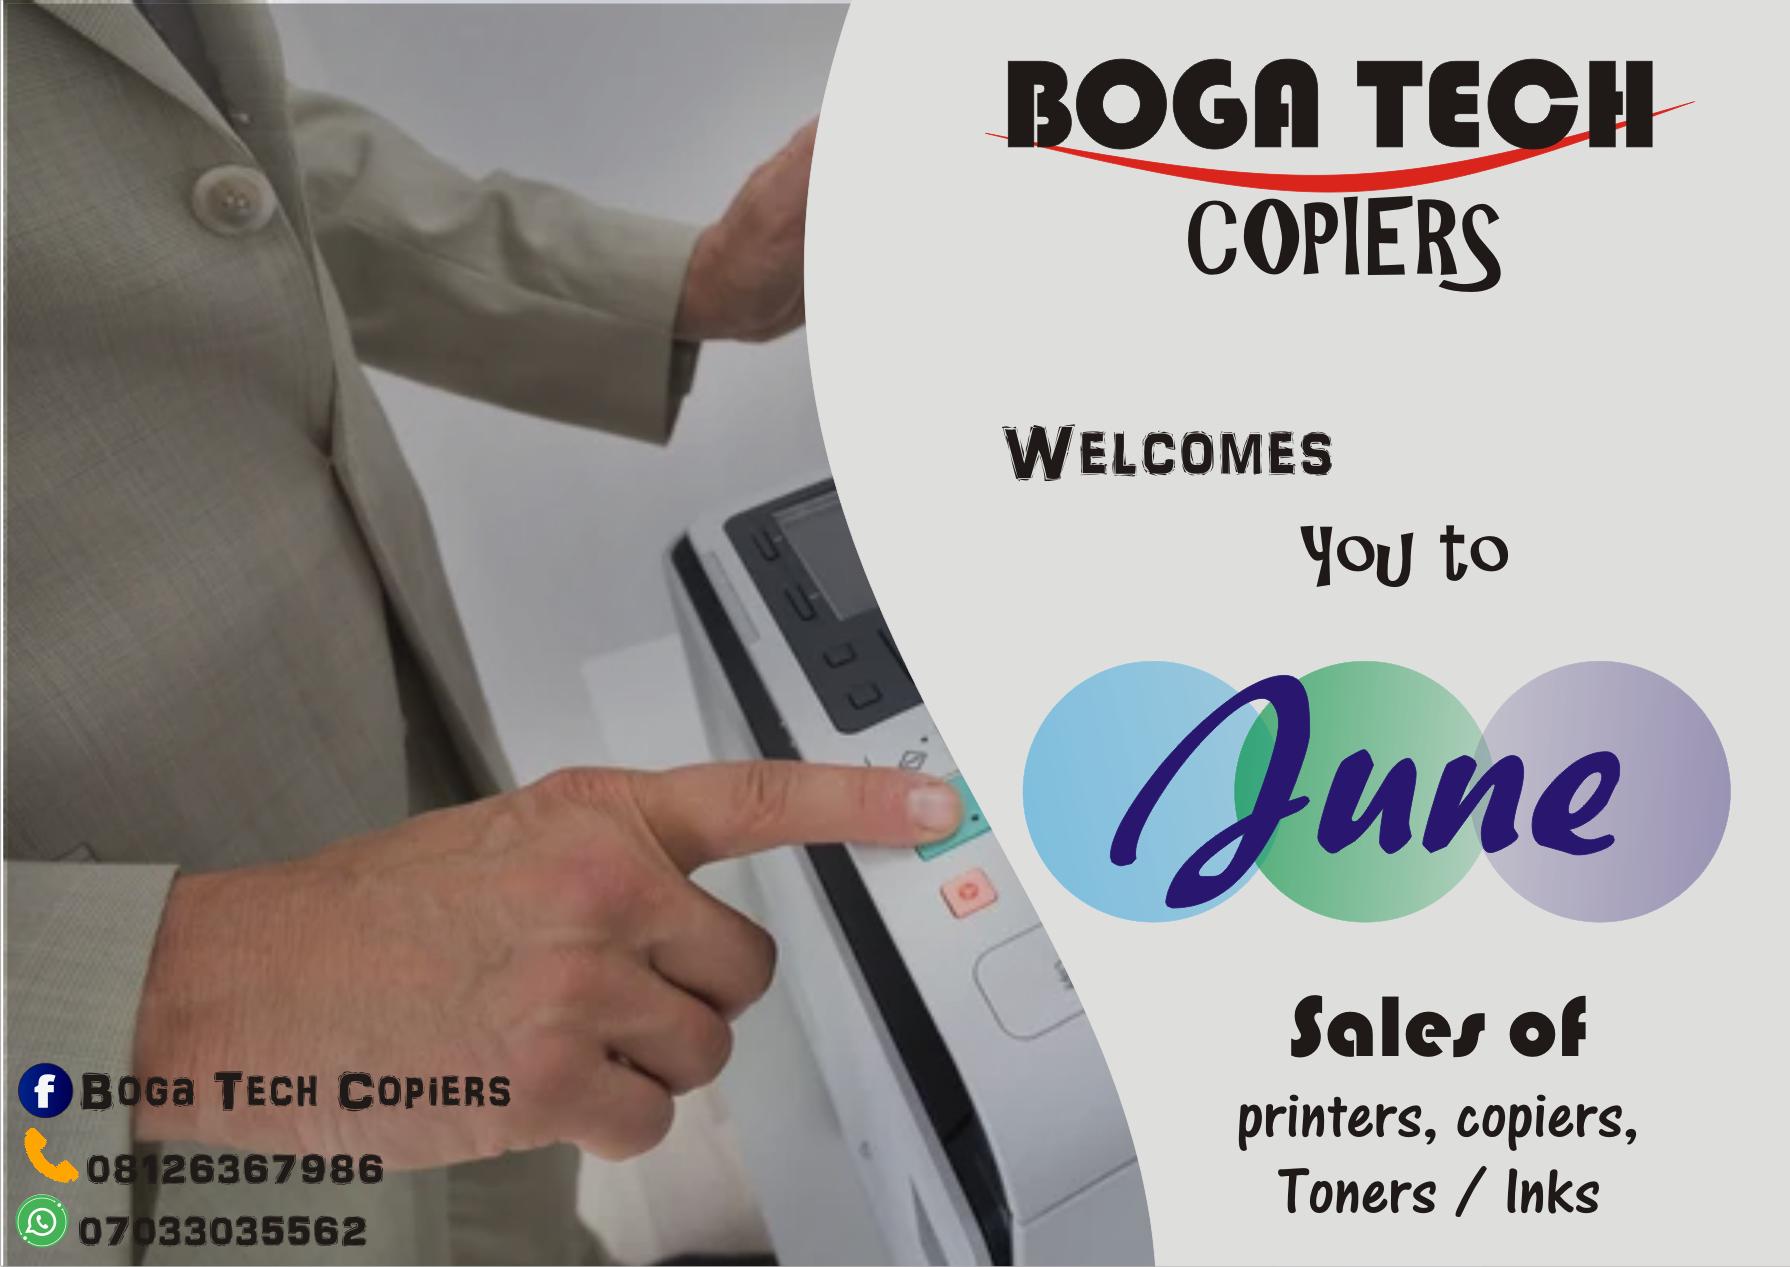 BOGA TECH
COPIERS
WELCOMES
you to
June
Sales of
printers, copiers,
Toners / Inks
Boga Tech Copiers
08126367986
07033035562